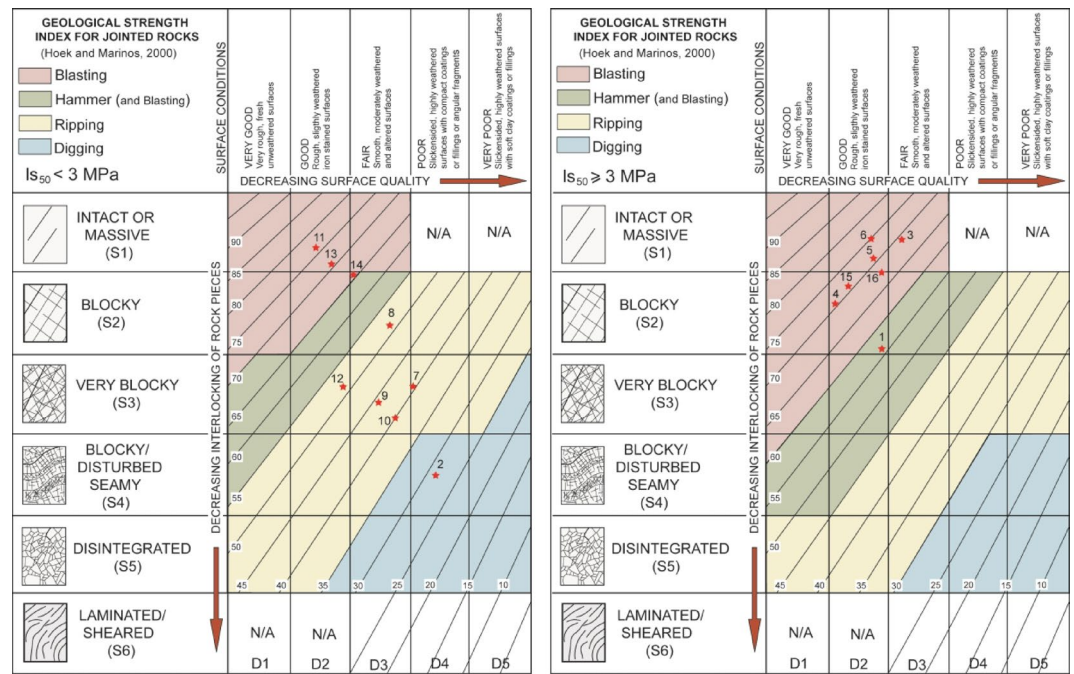 GEOLOGICAL STRENGTH
INDEX FOR JOINTED ROCKS
(Hoek and Marinos, 2000)
Blasting
Hammer (and Blasting)
Ripping
Digging
Is50 < 3 MPa
SURFACE CONDITIONS
VERY GOOD
Very rough, fresh
unweathered surfaces
GOOD
Rough, sligthly weathered
iron stained surfaces
FAIR
Smooth, moderately weathered
and altered surfaces
POOR
Slickensided, highly weathered
surfaces with compact coatings
or fillings or angular fragments
VERY POOR
Slickensided, highly weathered surfaces
with soft clay coatings or fillings
DECREASING SURFACE QUALITY
DECREASING INTERLOCKING OF ROCK PIECES
INTACT OR
MASSIVE
(S1)
90
11
13
14
N/A
N/A
BLOCKY
(S2)
85
80
75
8
VERY BLOCKY
(S3)
70
65
12
9
7
10
BLOCKY/
DISTURBED
SEAMY
(S4)
60
55
2
DISINTEGRATED
(S5)
50
45
40
35
30
25
20
15
10
LAMINATED/
SHEARED
(S6)
N/A
N/A
D1
D2
D3
D4
D5
GEOLOGICAL STRENGTH
INDEX FOR JOINTED ROCKS
(Hoek and Marinos, 2000)
Blasting
Hammer (and Blasting)
Ripping
Digging
Is50 ⩾ 3 MPa
SURFACE CONDITIONS
VERY GOOD
Very rough, fresh
unweathered surfaces
GOOD
Rough, sligthly weathered
iron stained surfaces
FAIR
Smooth, moderately weathered
and altered surfaces
POOR
Slickensided, highly weathered
surfaces with compact coatings
or fillings or angular fragments
VERY POOR
Slickensided, highly weathered surfaces
with soft clay coatings or fillings
DECREASING SURFACE QUALITY
DECREASING INTERLOCKING OF ROCK PIECES
INTACT OR
MASSIVE
(S1)
90
6
3
5
N/A
N/A
BLOCKY
(S2)
85
80
75
15
16
4
1
VERY BLOCKY
(S3)
70
65
BLOCKY/
DISTURBED
SEAMY
(S4)
60
55
DISINTEGRATED
(S5)
50
45
40
35
30
25
20
15
10
LAMINATED/
SHEARED
(S6)
N/A
N/A
D1
D2
D3
D4
D5